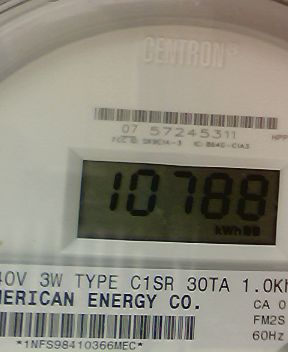 CENTRON®
07 57245311
10788
kWh
40V 3W TYPE C1SR 30TA 1.0Kh
MERICAN ENERGY CO.
CA 0
FM2S
60Hz
*1NFS98410366MEC*